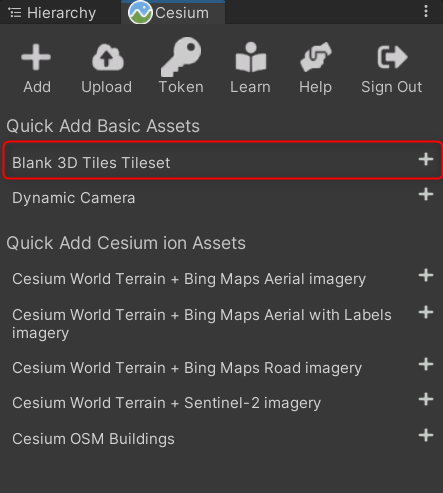 Hierarchy
Cesium
Add
Upload
Token
Learn
Help
Sign Out
Quick Add Basic Assets
Blank 3D Tiles Tileset
Dynamic Camera
Quick Add Cesium ion Assets
Cesium World Terrain + Bing Maps Aerial imagery
Cesium World Terrain + Bing Maps Aerial with Labels
imagery
Cesium World Terrain + Bing Maps Road imagery
Cesium World Terrain + Sentinel-2 imagery
Cesium OSM Buildings